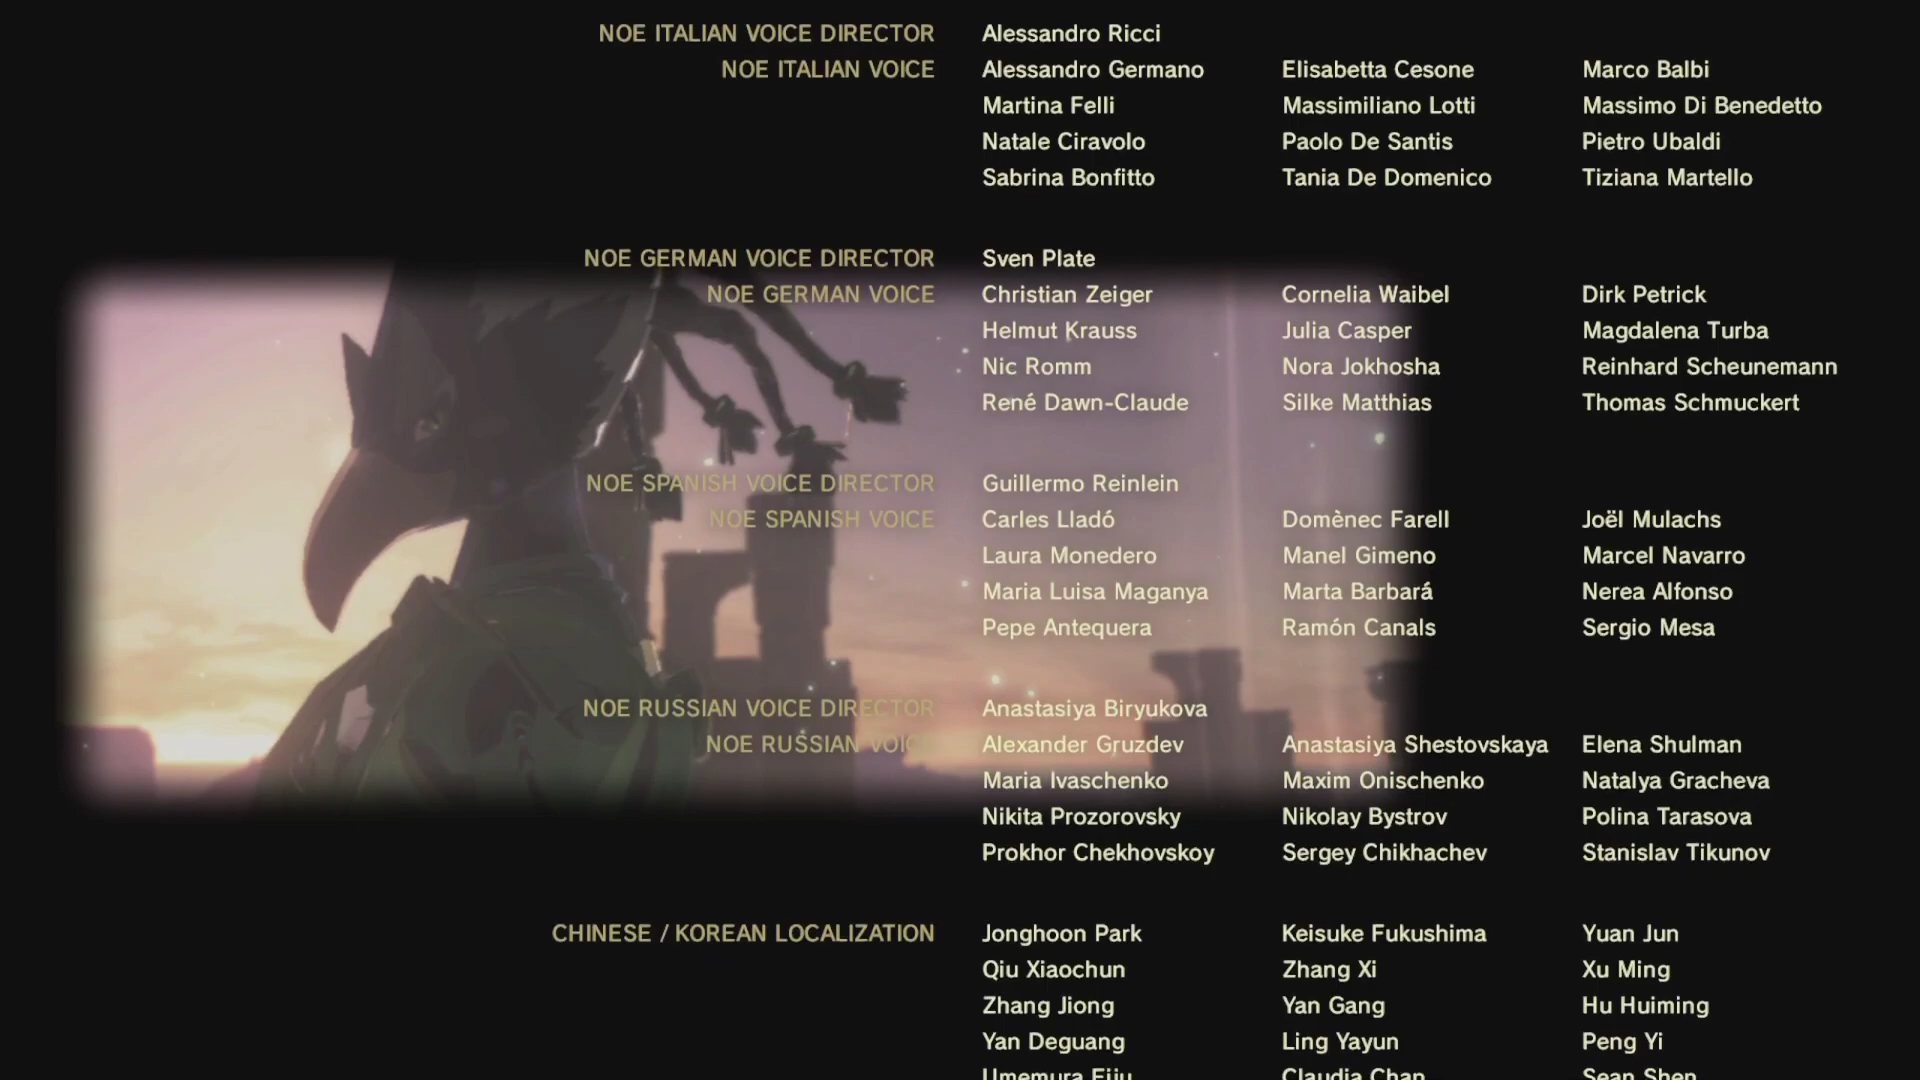 NOE ITALIAN VOICE DIRECTOR Alessandro Ricci
NOE ITALIAN VOICE Alessandro Germano Elisabetta Cesone Marco Balbi
Martina Felli Massimiliano Lotti Massimo Di Benedetto
Natale Ciravolo Paolo De Santis Pietro Ubaldi
Sabrina Bonfitto Tania De Domenico Tiziana Martello
NOE GERMAN VOICE DIRECTOR Sven Plate
NOE GERMAN VOICE Christian Zeiger Cornelia Waibel Dirk Petrick
Helmut Krauss Julia Casper Magdalena Turba
Nic Romm Nora Jokhosha Reinhard Scheunemann
René Dawn-Claude Silke Matthias Thomas Schmuckert
NOE SPANISH VOICE DIRECTOR Guillermo Reinlein
NOE SPANISH VOICE Carles Lladó Domènec Farell Joël Mulachs
Laura Monedero Manel Gimeno Marcel Navarro
Maria Luisa Maganya Marta Barbará Nerea Alfonso
Pepe Antequera Ramón Canals Sergio Mesa
NOE RUSSIAN VOICE DIRECTOR Anastasiya Biryukova
NOE RUSSIAN VOICE Alexander Gruzdev Anastasiya Shestovskaya Elena Shulman
Maria Ivaschenko Maxim Onischenko Natalya Gracheva
Nikita Prozorovsky Nikolay Bystrov Polina Tarasova
Prokhor Chekhovskoy Sergey Chikhachev Stanislav Tikunov
CHINESE / KOREAN LOCALIZATION Jonghoon Park Keisuke Fukushima Yuan Jun
Qiu Xiaochun Zhang Xi Xu Ming
Zhang Jiong Yan Gang Hu Huiming
Yan Deguang Ling Yayun Peng Yi
Umemura Eiju Claudia Chan Sean Shen